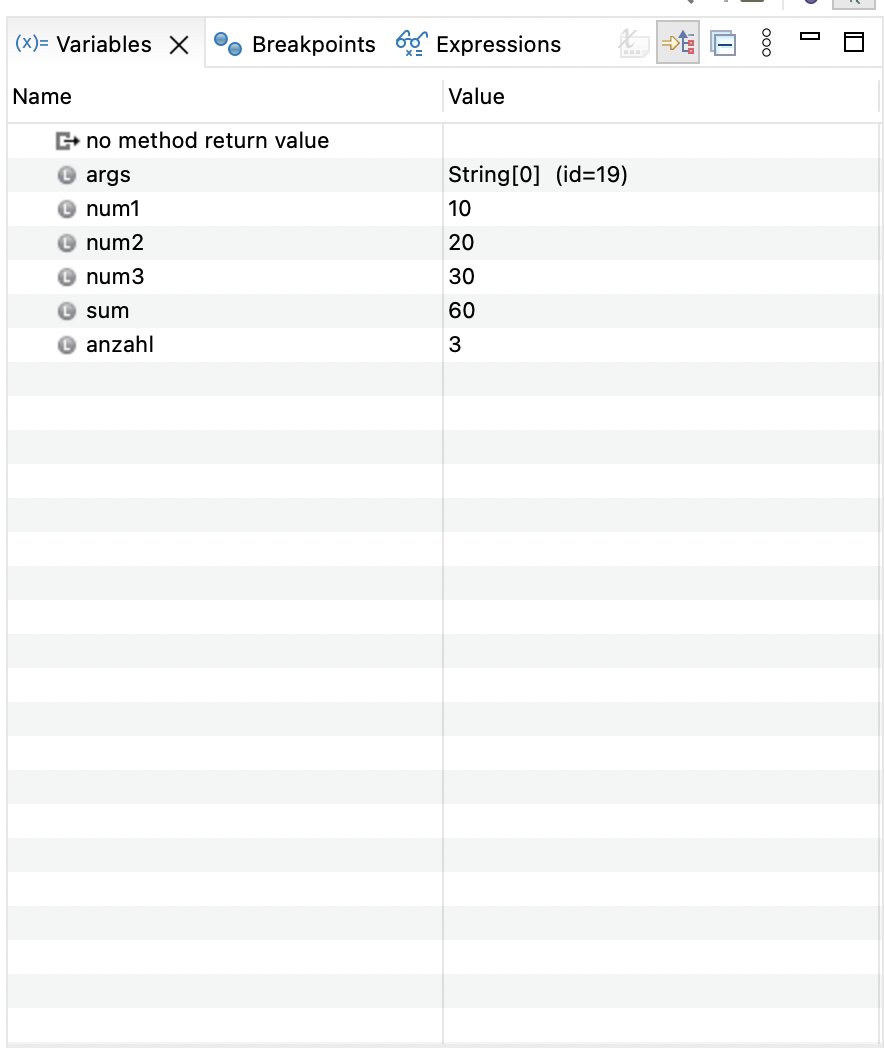 (x)= Variables Breakpoints Expressions
Name Value
no method return value
args String[0] (id=19)
num1 10
num2 20
num3 30
sum 60
anzahl 3